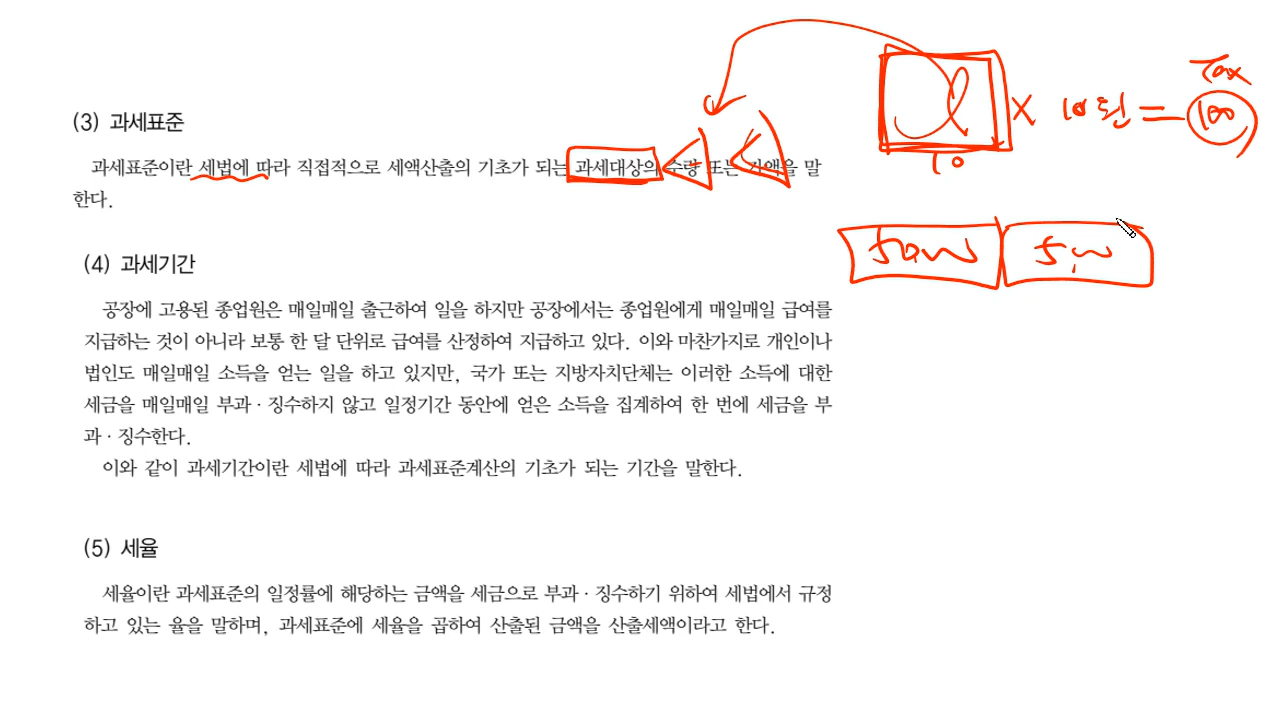 (3) 과세표준
과세표준이란 세법에 따라 직접적으로 세액산출의 기초가 되는 과세대상의 수량 또는 가액을 말
한다.
(4) 과세기간
공장에 고용된 종업원은 매일매일 출근하여 일을 하지만 공장에서는 종업원에게 매일매일 급여를
지급하는 것이 아니라 보통 한 달 단위로 급여를 산정하여 지급하고 있다. 이와 마찬가지로 개인이나
법인도 매일매일 소득을 얻는 일을 하고 있지만, 국가 또는 지방자치단체는 이러한 소득에 대한
세금을 매일매일 부과·징수하지 않고 일정기간 동안에 얻은 소득을 집계하여 한 번에 세금을 부
과·징수한다.
이와 같이 과세기간이란 세법에 따라 과세표준계산의 기초가 되는 기간을 말한다.
(5) 세율
세율이란 과세표준의 일정률에 해당하는 금액을 세금으로 부과·징수하기 위하여 세법에서 규정
하고 있는 율을 말하며, 과세표준에 세율을 곱하여 산출된 금액을 산출세액이라고 한다.
Tax
ℓ × 10원 = 100
10